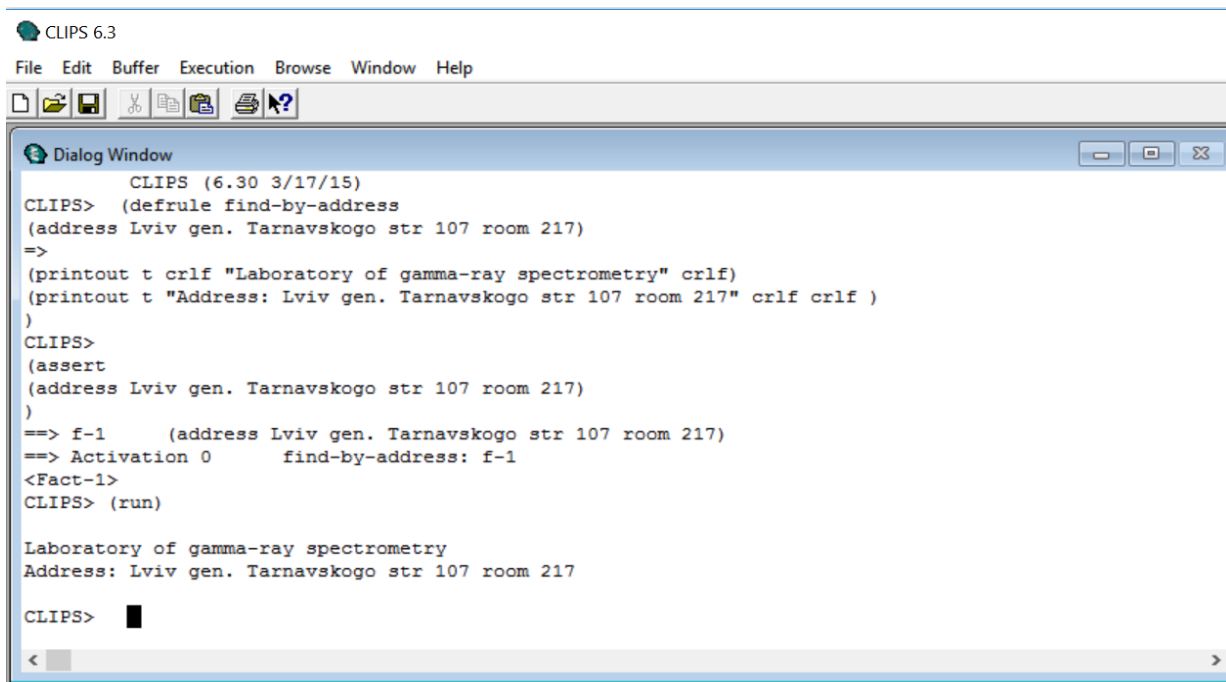 CLIPS 6.3
File Edit Buffer Execution Browse Window Help
Dialog Window
CLIPS (6.30 3/17/15)
CLIPS> (defrule find-by-address
(address Lviv gen. Tarnavskogo str 107 room 217)
=>
(printout t crlf "Laboratory of gamma-ray spectrometry" crlf)
(printout t "Address: Lviv gen. Tarnavskogo str 107 room 217" crlf crlf )
)
CLIPS>
(assert
(address Lviv gen. Tarnavskogo str 107 room 217)
)
==> f-1 (address Lviv gen. Tarnavskogo str 107 room 217)
==> Activation 0 find-by-address: f-1
<Fact-1>
CLIPS> (run)
Laboratory of gamma-ray spectrometry
Address: Lviv gen. Tarnavskogo str 107 room 217
CLIPS>